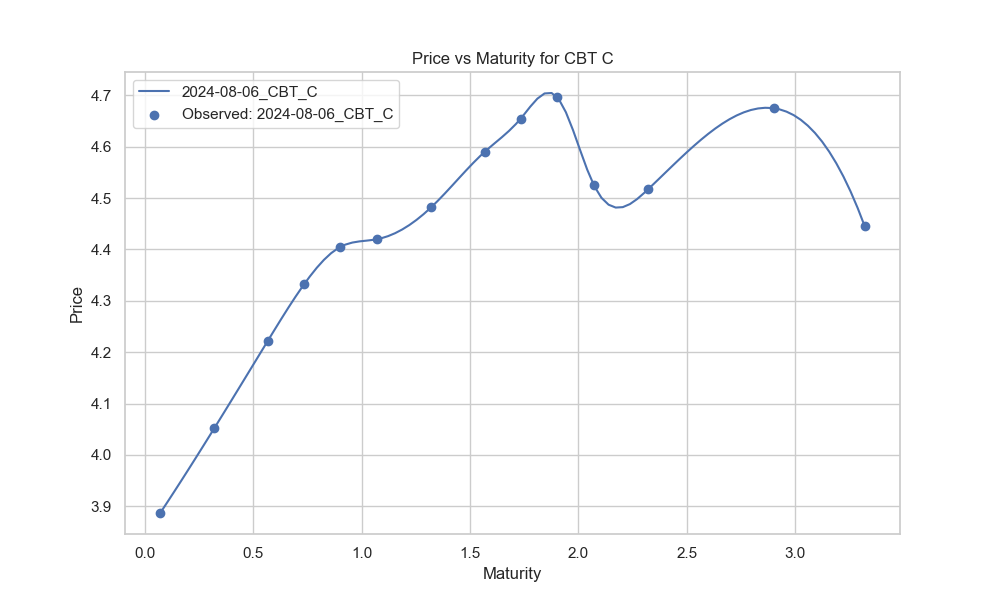 Price vs Maturity for CBT C
2024-08-06_CBT_C
Observed: 2024-08-06_CBT_C
Price
4.7
4.6
4.5
4.4
4.3
4.2
4.1
4.0
3.9
0.0 0.5 1.0 1.5 2.0 2.5 3.0
Maturity